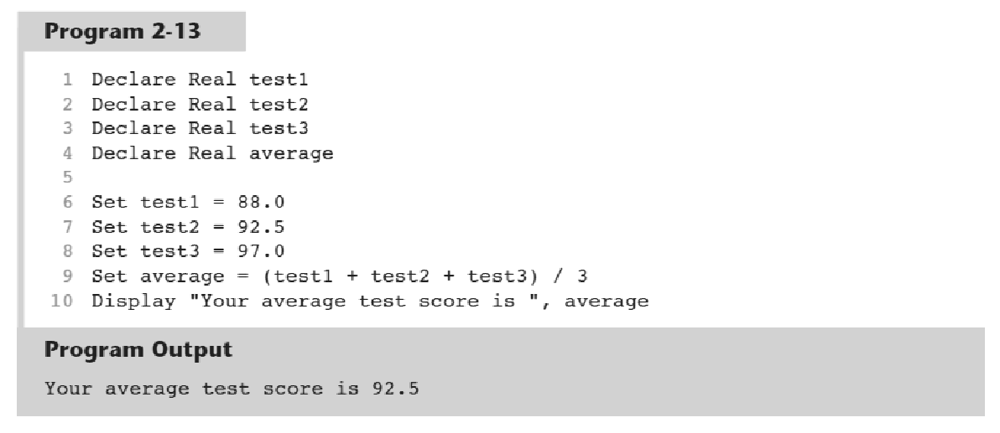 Program 2-13
1 Declare Real test1
2 Declare Real test2
3 Declare Real test3
4 Declare Real average
5
6 Set test1 = 88.0
7 Set test2 = 92.5
8 Set test3 = 97.0
9 Set average = (test1 + test2 + test3) / 3
10 Display "Your average test score is ", average
Program Output
Your average test score is 92.5